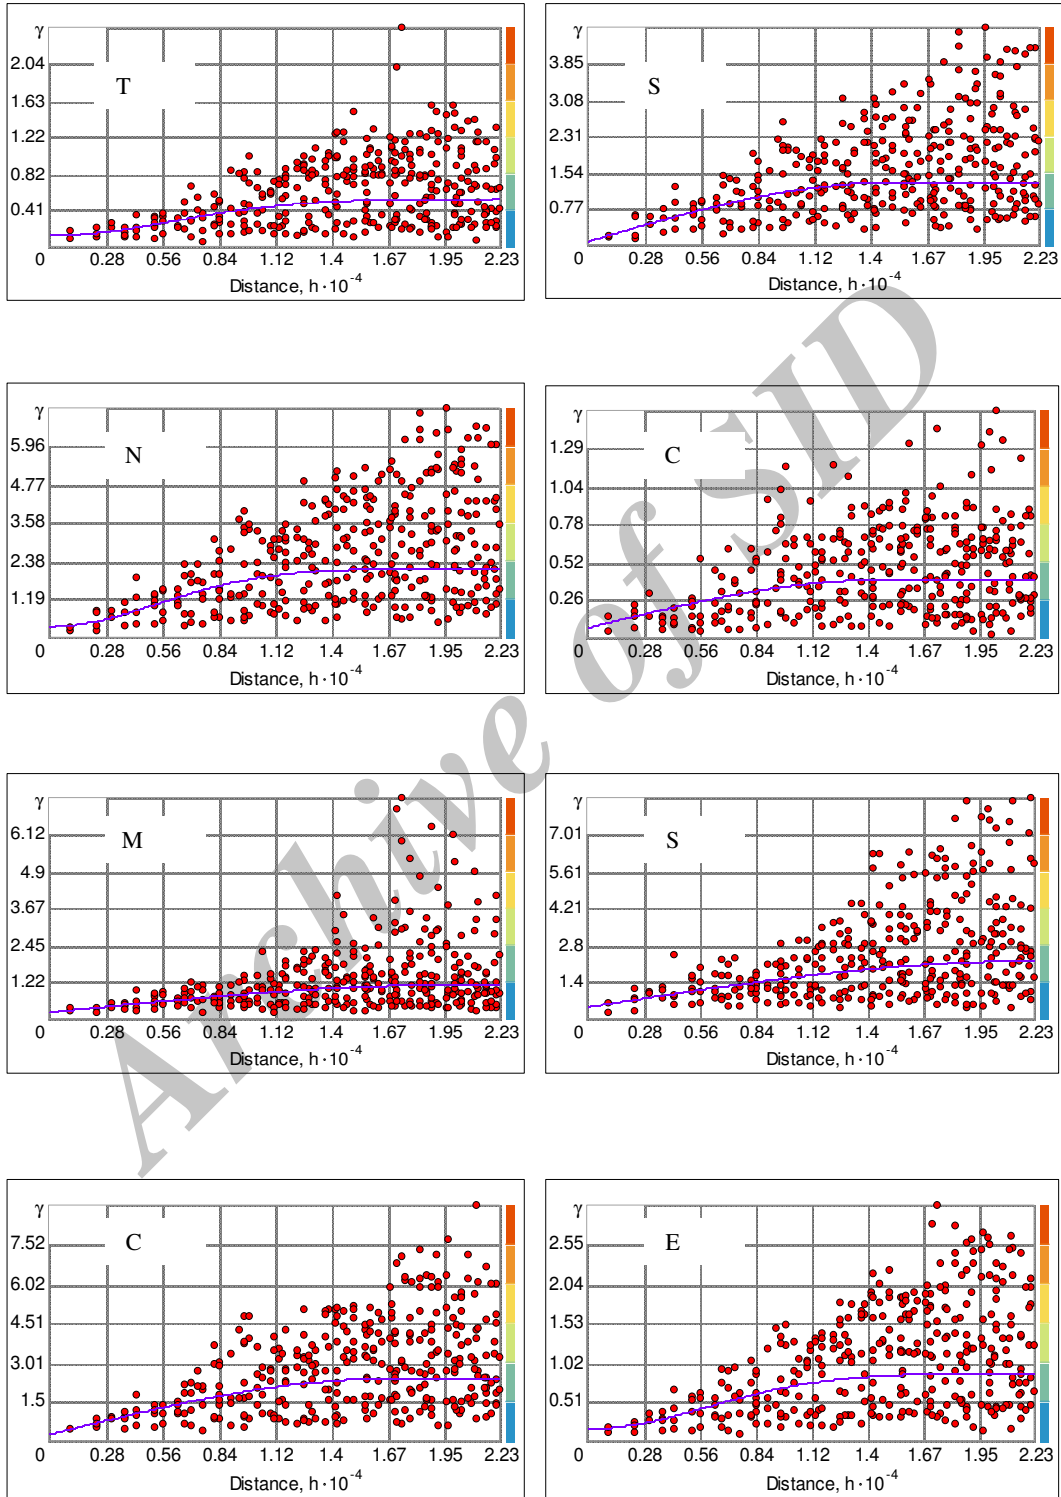 γ
2.04
1.63
1.22
0.82
0.41
T
0 0.28 0.56 0.84 1.12 1.4 1.67 1.95 2.23
Distance, h · 10-4
γ
3.85
3.08
2.31
1.54
0.77
S
0 0.28 0.56 0.84 1.12 1.4 1.67 1.95 2.23
Distance, h · 10-4
γ
5.96
4.77
3.58
2.38
1.19
N
0 0.28 0.56 0.84 1.12 1.4 1.67 1.95 2.23
Distance, h · 10-4
γ
1.29
1.04
0.78
0.52
0.26
C
0 0.28 0.56 0.84 1.12 1.4 1.67 1.95 2.23
Distance, h · 10-4
γ
6.12
4.9
3.67
2.45
1.22
M
0 0.28 0.56 0.84 1.12 1.4 1.67 1.95 2.23
Distance, h · 10-4
γ
7.01
5.61
4.21
2.8
1.4
S
0 0.28 0.56 0.84 1.12 1.4 1.67 1.95 2.23
Distance, h · 10-4
γ
7.52
6.02
4.51
3.01
1.5
C
0 0.28 0.56 0.84 1.12 1.4 1.67 1.95 2.23
Distance, h · 10-4
γ
2.55
2.04
1.53
1.02
0.51
E
0 0.28 0.56 0.84 1.12 1.4 1.67 1.95 2.23
Distance, h · 10-4
Archive of SID